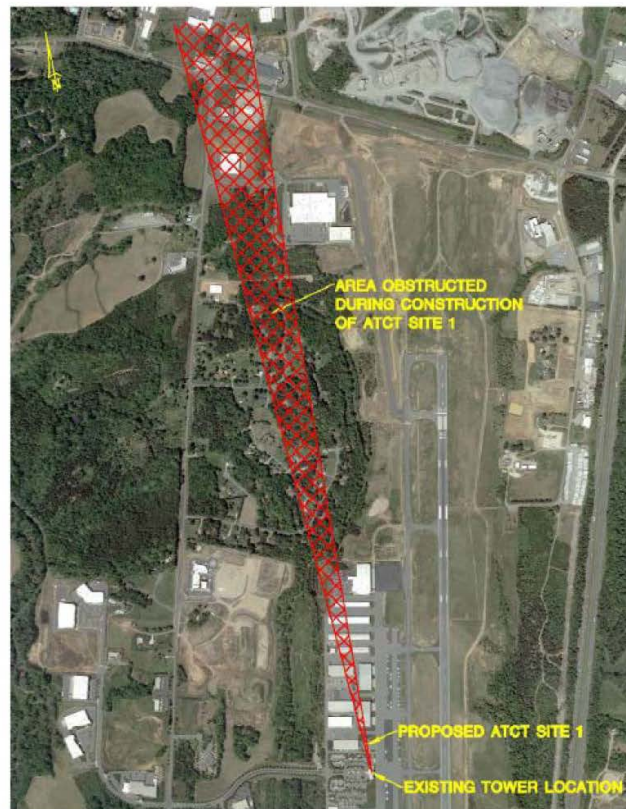 AREA OBSTRUCTED
DURING CONSTRUCTION
OF ATCT SITE 1
PROPOSED ATCT SITE 1
EXISTING TOWER LOCATION